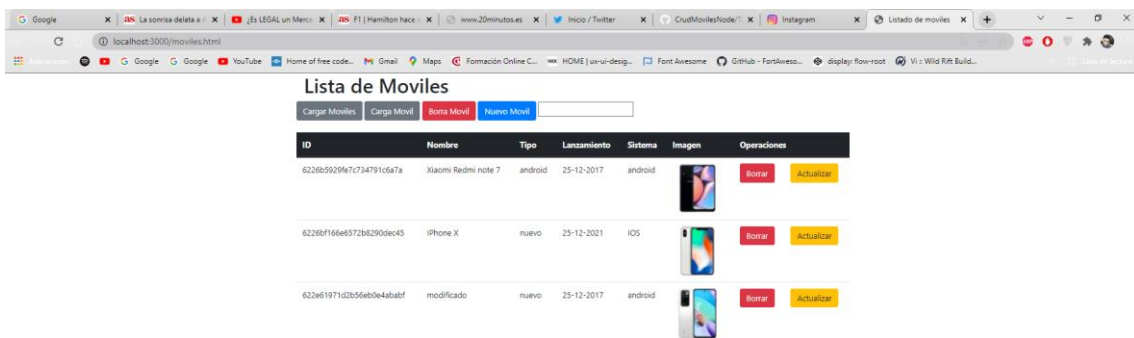 Google
La sonrisa delata a
¿Es LEGAL un Merce
F1 | Hamilton hace
www.20minutos.es
Inicio / Twitter
CrudMovilesNode/
Instagram
Listado de moviles
localhost:3000/moviles.html
Google
Google
YouTube
Home of free code...
Gmail
Maps
Formación Online C...
HOME | ux-ui-desig...
Font Awesome
GitHub - FortAweso...
display: flow-root
Vi :: Wild Rift Build...
Lista de Moviles
Cargar Moviles Carga Movil Borra Movil Nuevo Movil
ID Nombre Tipo Lanzamiento Sistema Imagen Operaciones
6226b5929fe7c734791c6a7a Xiaomi Redmi note 7 android 25-12-2017 android Borrar Actualizar
6226bf166e6572b8290dec45 iPhone X nuevo 25-12-2021 IOS Borrar Actualizar
622e61971d2b56eb0e4ababf modificado nuevo 25-12-2017 android Borrar Actualizar